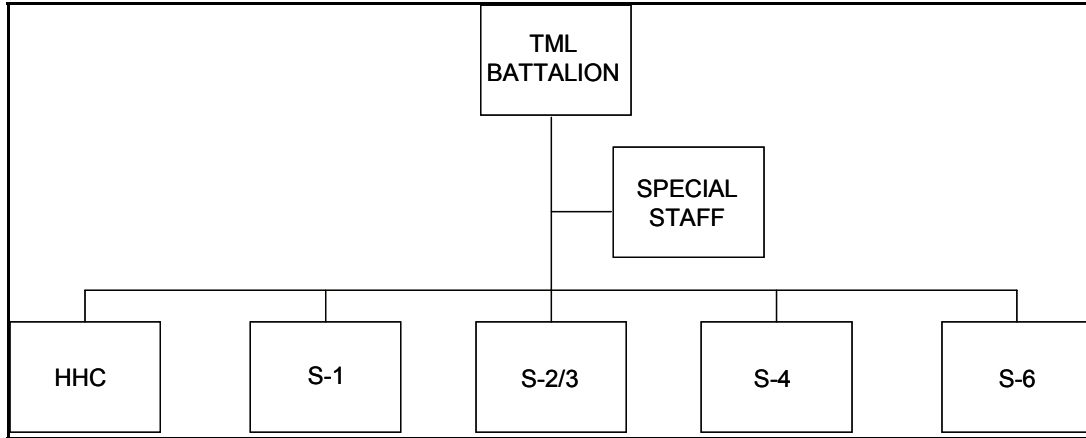 TML
BATTALION
SPECIAL
STAFF
HHC
S-1
S-2/3
S-4
S-6